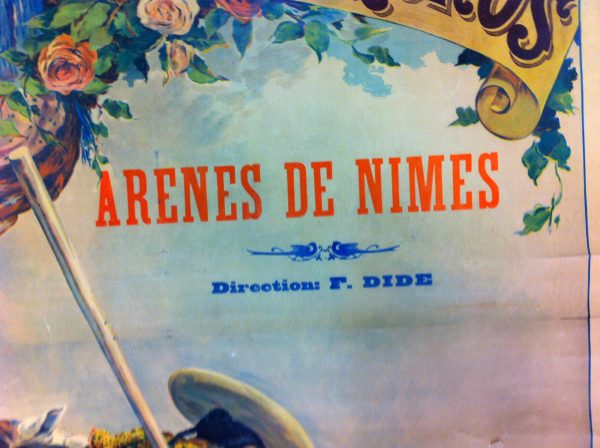 ARENES DE NIMES
Direction: F. DIDE